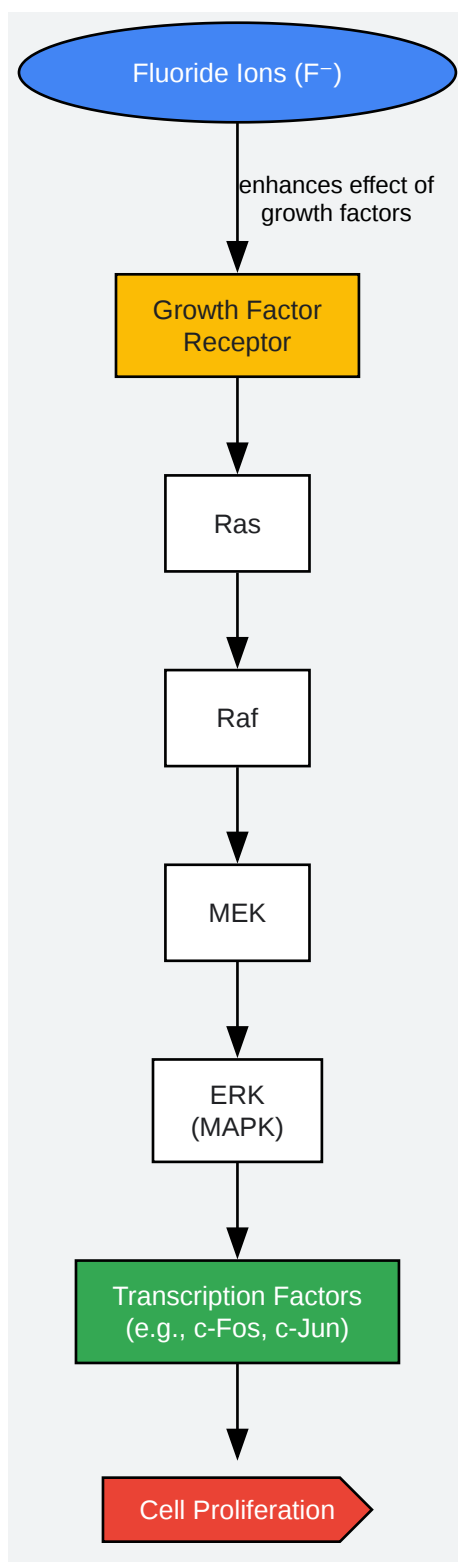 Fluoride Ions (F⁻)
enhances effect of
growth factors
Growth Factor
Receptor
Ras
Raf
MEK
ERK
(MAPK)
Transcription Factors
(e.g., c-Fos, c-Jun)
Cell Proliferation